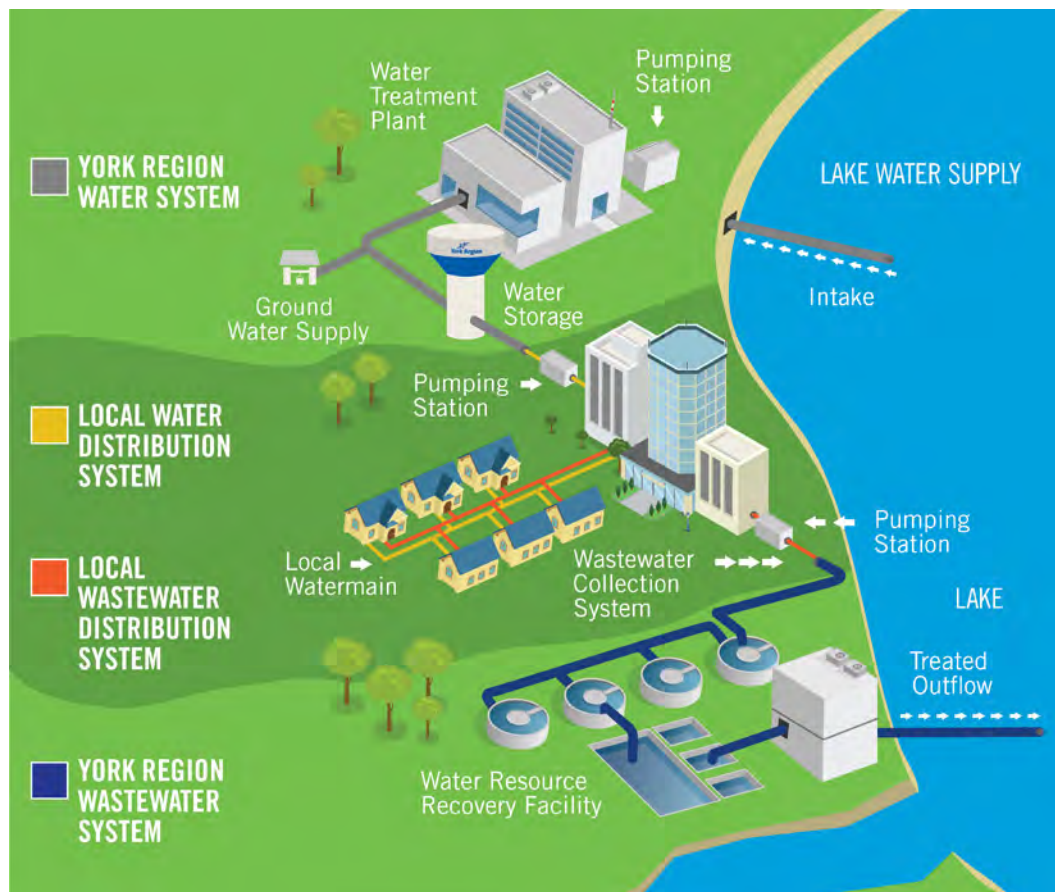 Water
Treatment
Plant
Pumping
Station
YORK REGION
WATER SYSTEM
LAKE WATER SUPPLY
York Region
Ground
Water Supply
Water
Storage
Intake
Pumping
Station
LOCAL WATER
DISTRIBUTION
SYSTEM
Local
Watermain
Wastewater
Collection
System
Pumping
Station
LOCAL
WASTEWATER
DISTRIBUTION
SYSTEM
LAKE
Treated
Outflow
Water Resource
Recovery Facility
YORK REGION
WASTEWATER
SYSTEM